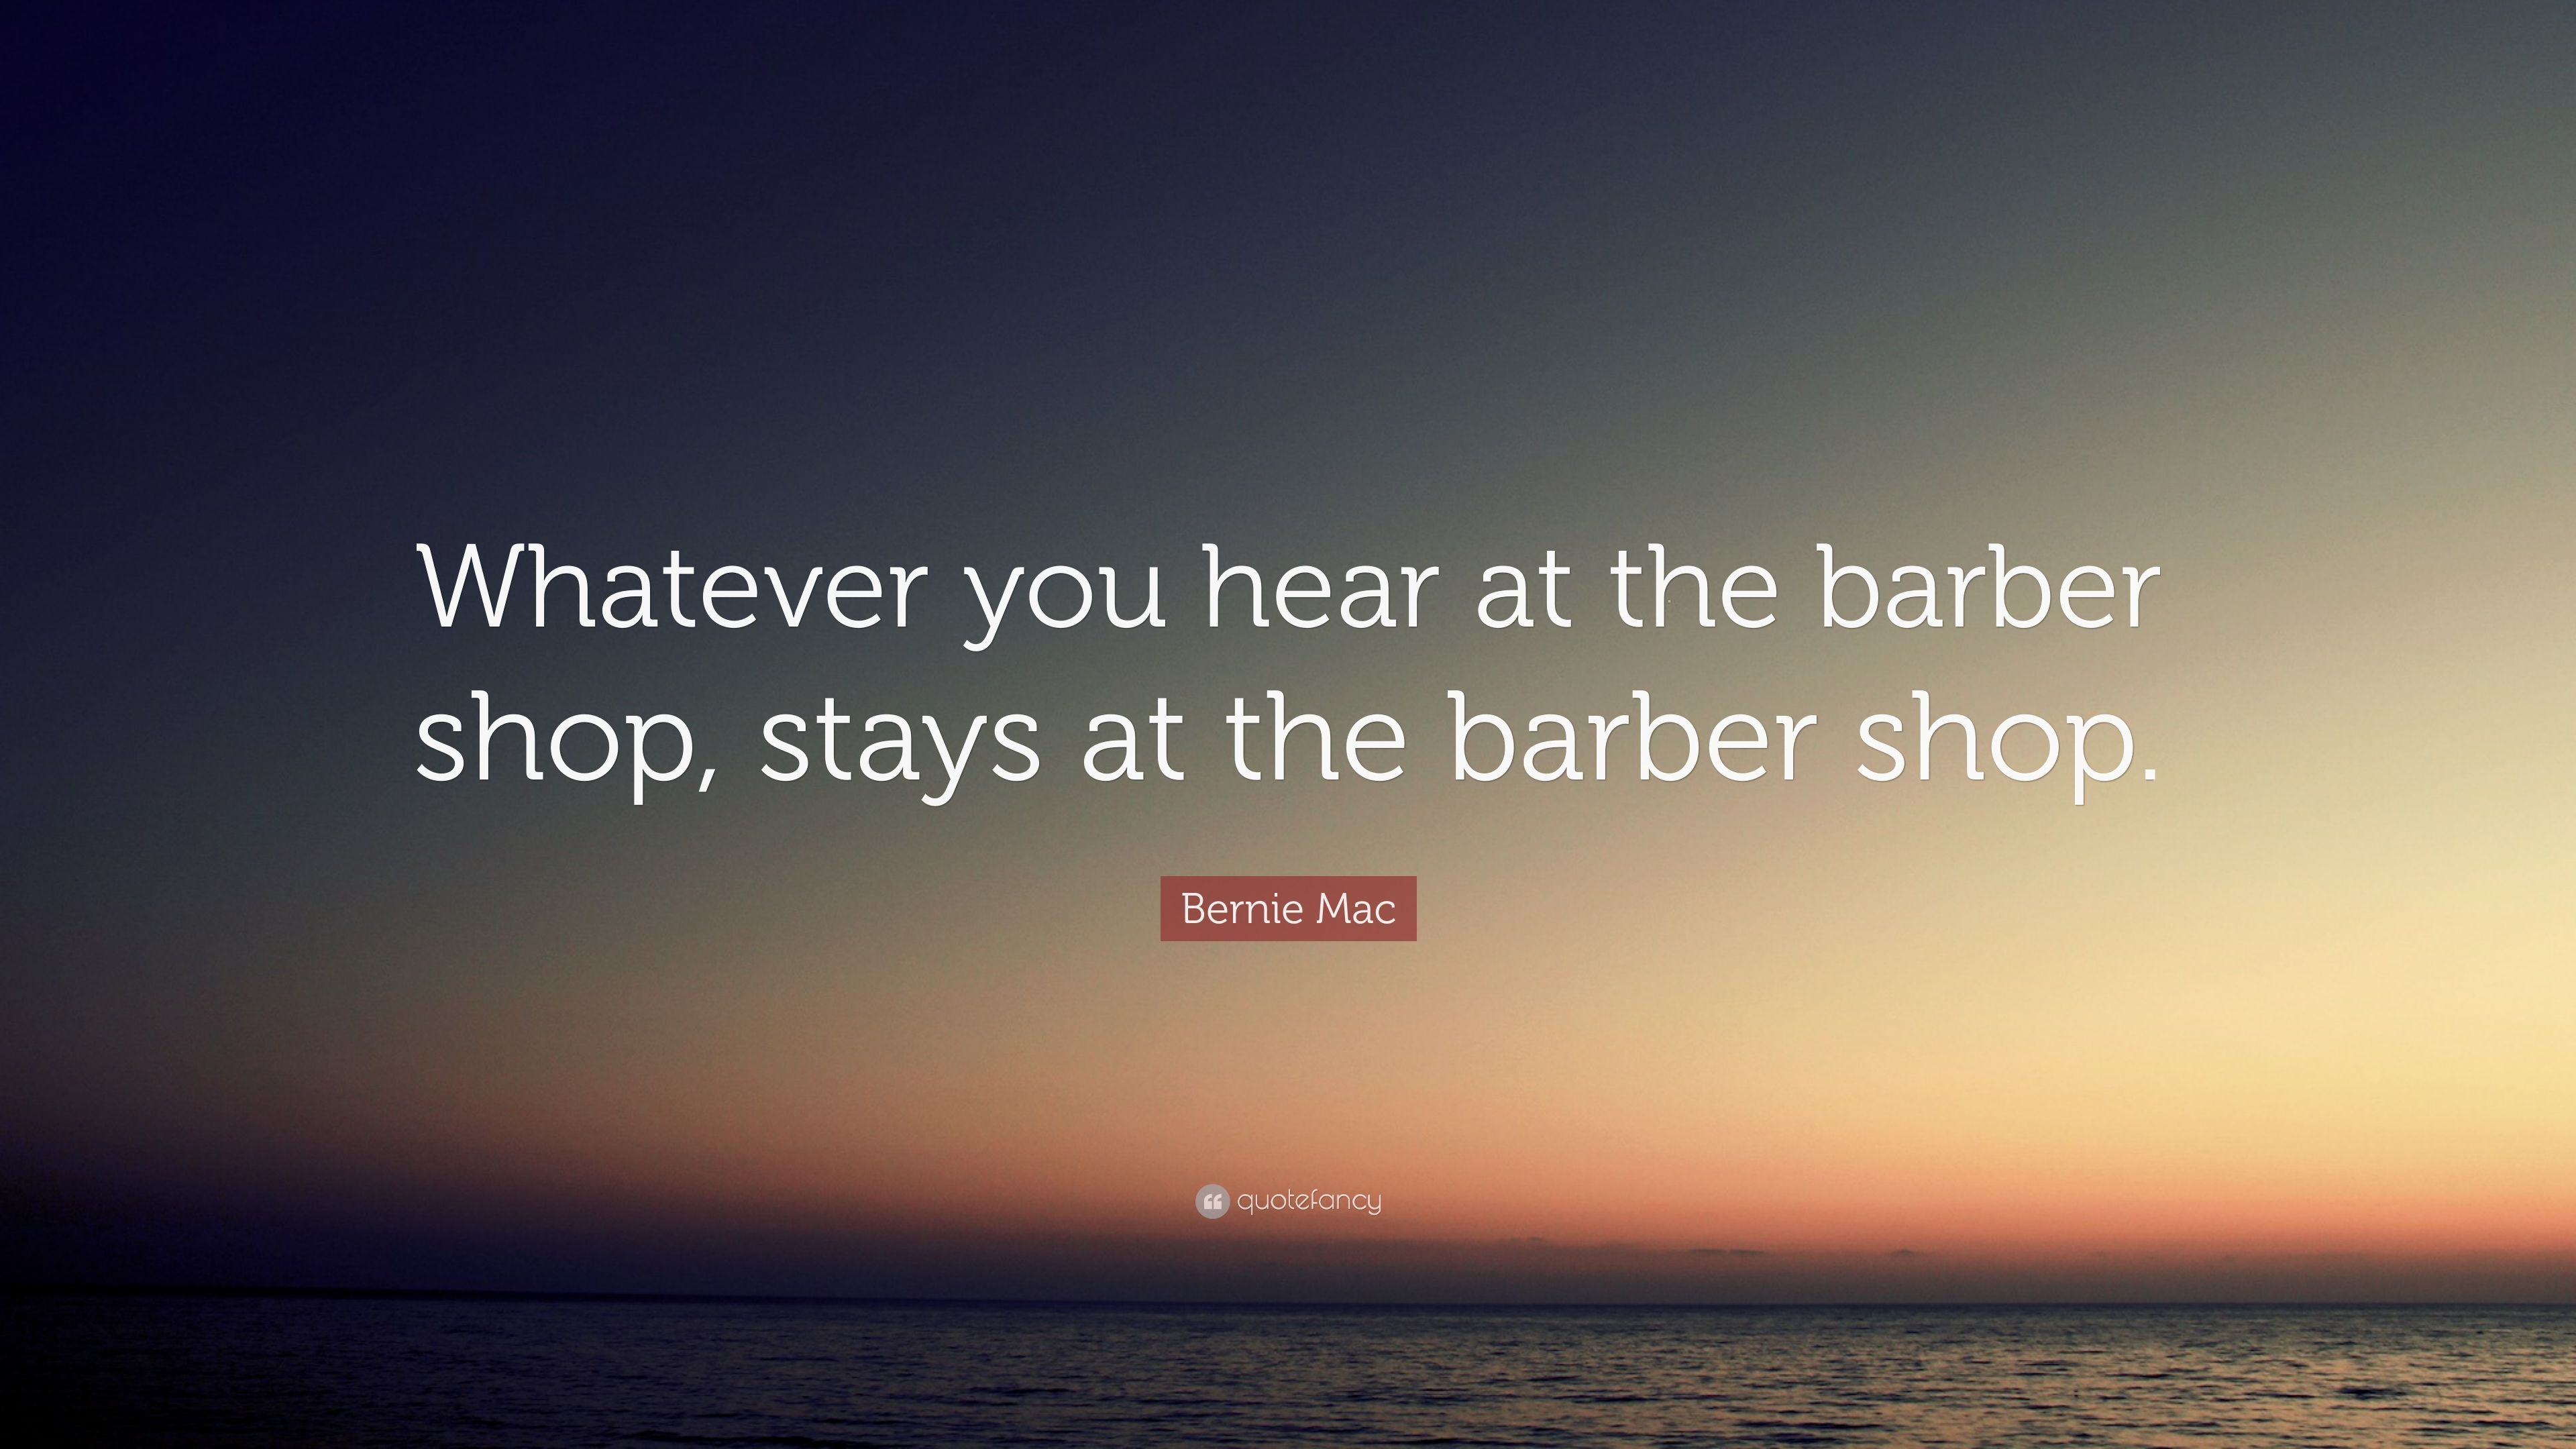 Whatever you hear at the barber
shop, stays at the barber shop.
Bernie Mac
quotefancy